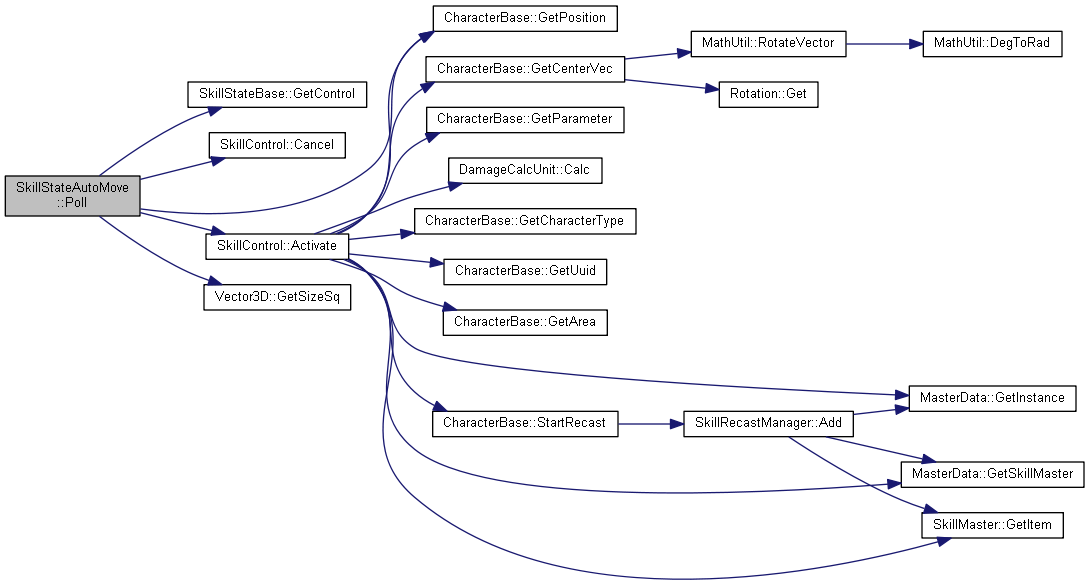 CharacterBase::GetPosition
MathUtil::RotateVector
MathUtil::DegToRad
CharacterBase::GetCenterVec
SkillStateBase::GetControl
Rotation::Get
CharacterBase::GetParameter
SkillControl::Cancel
DamageCalcUnit::Calc
SkillStateAutoMove
::Poll
CharacterBase::GetCharacterType
SkillControl::Activate
CharacterBase::GetUuid
Vector3D::GetSizeSq
CharacterBase::GetArea
MasterData::GetInstance
CharacterBase::StartRecast
SkillRecastManager::Add
MasterData::GetSkillMaster
SkillMaster::GetItem